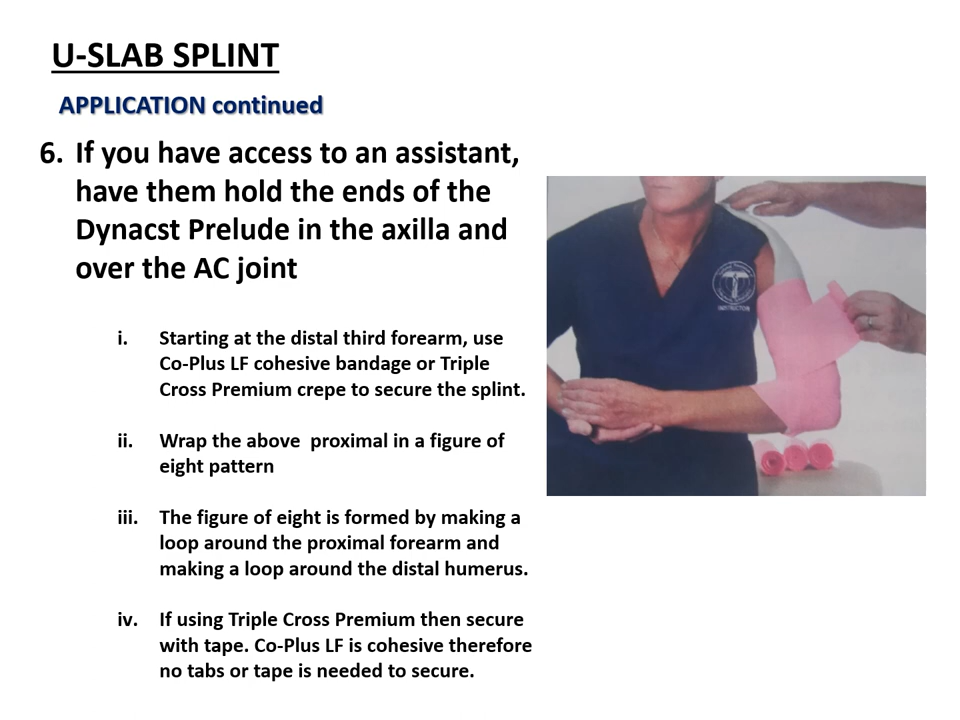 U-SLAB SPLINT
APPLICATION continued
6. If you have access to an assistant,
have them hold the ends of the
Dynacst Prelude in the axilla and
over the AC joint
i. Starting at the distal third forearm, use
Co-Plus LF cohesive bandage or Triple
Cross Premium crepe to secure the splint.
ii. Wrap the above  proximal in a figure of
eight pattern
iii. The figure of eight is formed by making a
loop around the proximal forearm and
making a loop around the distal humerus.
iv. If using Triple Cross Premium then secure
with tape. Co-Plus LF is cohesive therefore
no tabs or tape is needed to secure.
INSTRUCTOR